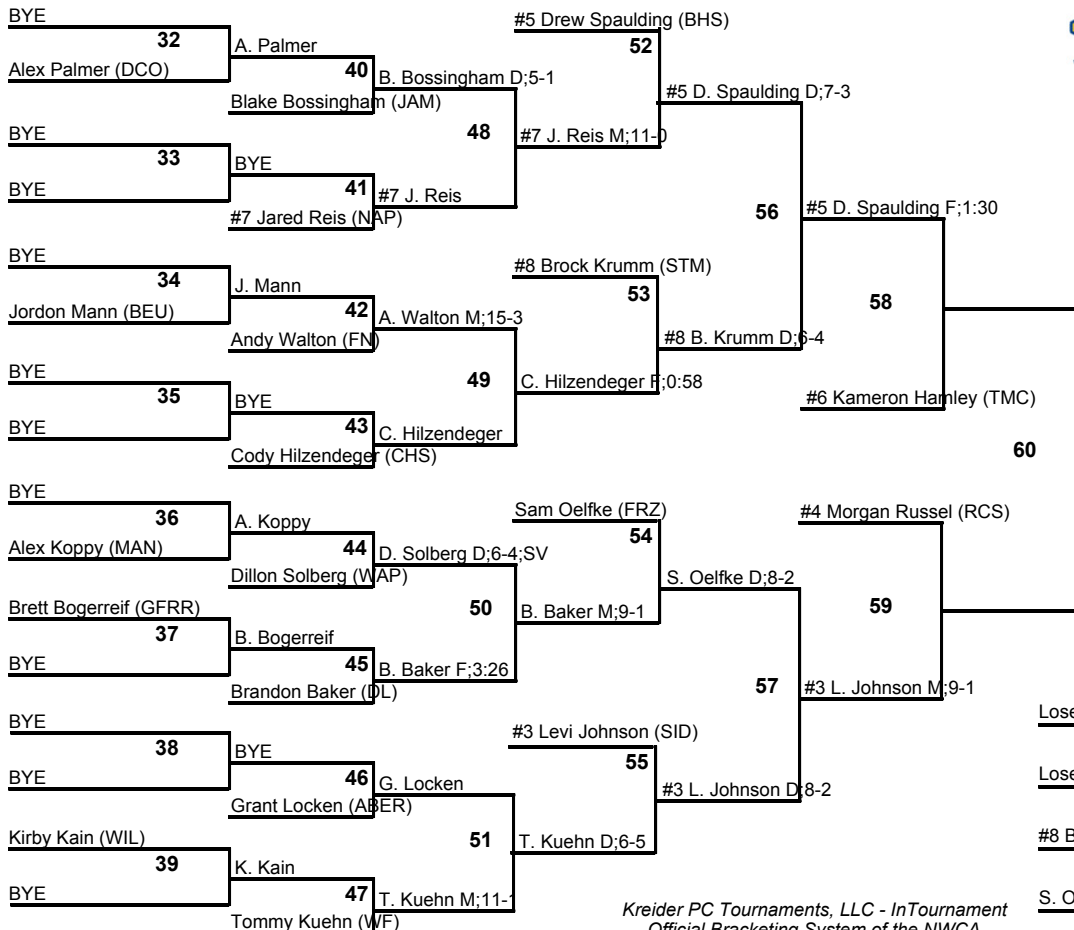 BYE
32
Alex Palmer (DCO)
A. Palmer
40
Blake Bossingham (JAM)
B. Bossingham D;5-1
BYE
33
BYE
BYE
41
#7 Jared Reis (NAP)
#7 J. Reis
48
#7 J. Reis M;11-0
#5 Drew Spaulding (BHS)
52
#5 D. Spaulding D;7-3
BYE
34
Jordon Mann (BEU)
J. Mann
42
Andy Walton (FN)
A. Walton M;15-3
BYE
35
BYE
BYE
43
Cody Hilzendeger (CHS)
C. Hilzendeger
49
C. Hilzendeger F;0:58
#8 Brock Krumm (STM)
53
#8 B. Krumm D;6-4
56
#5 D. Spaulding F;1:30
58
#6 Kameron Hamley (TMC)
60
BYE
36
Alex Koppy (MAN)
A. Koppy
44
Dillon Solberg (WAP)
D. Solberg D;6-4;SV
Brett Bogerreif (GFRR)
37
BYE
B. Bogerreif
45
Brandon Baker (DL)
B. Baker F;3:26
50
B. Baker M;9-1
Sam Oelfke (FRZ)
54
S. Oelfke D;8-2
BYE
38
BYE
BYE
46
Grant Locken (ABER)
G. Locken
Kirby Kain (WIL)
39
BYE
K. Kain
47
Tommy Kuehn (WF)
T. Kuehn M;11-
51
T. Kuehn D;6-5
#3 Levi Johnson (SID)
55
#3 L. Johnson D;8-2
57
#3 L. Johnson M;9-1
#4 Morgan Russel (RCS)
59
Lose
Lose
#8 B
S. O
Kreider PC Tournaments, LLC - InTournament
Official Bracketing System of the NWCA